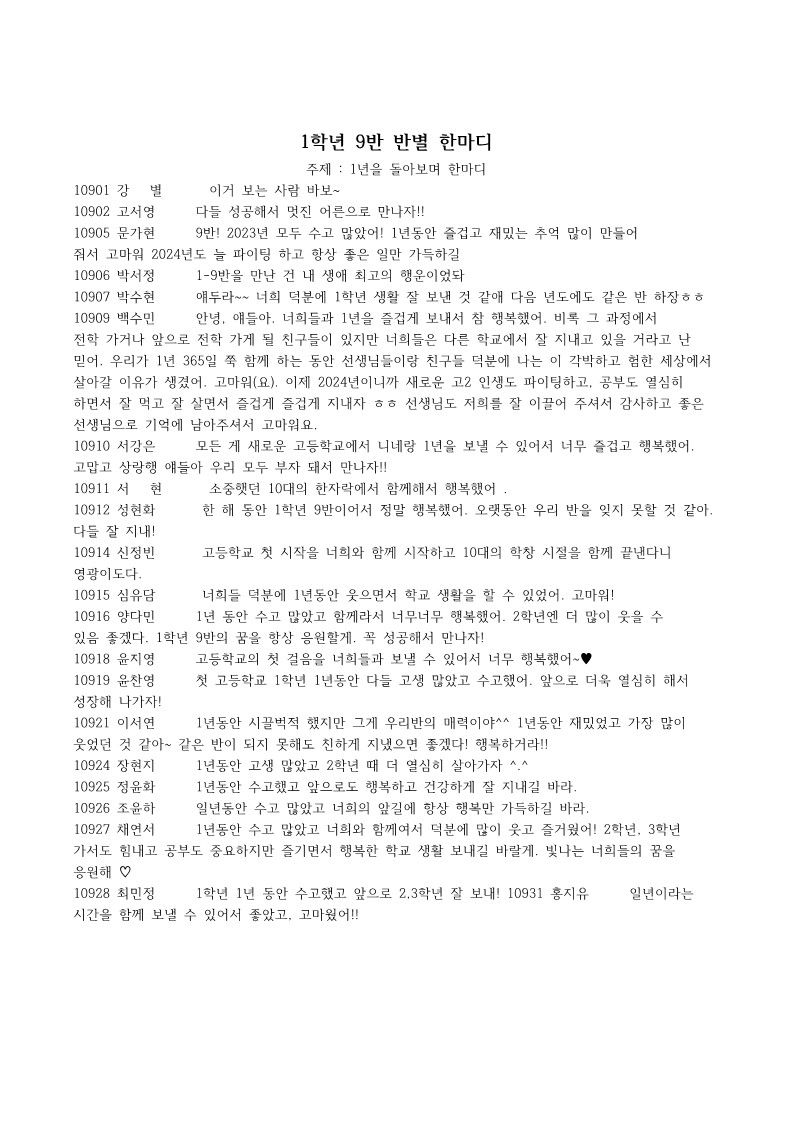 1학년 9반 반별 한마디
주제 : 1년을 돌아보며 한마디
10901 강 별 이거 보는 사람 바보~
10902 고서영 다들 성공해서 멋진 어른으로 만나자!!
10905 문가현 9반! 2023년 모두 수고 많았어! 1년동안 즐겁고 재밌는 추억 많이 만들어
줘서 고마워 2024년도 늘 파이팅 하고 항상 좋은 일만 가득하길
10906 박서정 1-9반을 만난 건 내 생애 최고의 행운이었돠
10907 박수현 얘두라~~ 너희 덕분에 1학년 생활 잘 보낸 것 같애 다음 년도에도 같은 반 하장ㅎㅎ
10909 백수민 안녕, 얘들아. 너희들과 1년을 즐겁게 보내서 참 행복했어. 비록 그 과정에서
전학 가거나 앞으로 전학 가게 될 친구들이 있지만 너희들은 다른 학교에서 잘 지내고 있을 거라고 난
믿어. 우리가 1년 365일 쭉 함께 하는 동안 선생님들이랑 친구들 덕분에 나는 이 각박하고 험한 세상에서
살아갈 이유가 생겼어. 고마워(요). 이제 2024년이니까 새로운 고2 인생도 파이팅하고, 공부도 열심히
하면서 잘 먹고 잘 살면서 즐겁게 즐겁게 지내자 ㅎㅎ 선생님도 저희를 잘 이끌어 주셔서 감사하고 좋은
선생님으로 기억에 남아주셔서 고마워요.
10910 서강은 모든 게 새로운 고등학교에서 니네랑 1년을 보낼 수 있어서 너무 즐겁고 행복했어.
고맙고 상랑행 얘들아 우리 모두 부자 돼서 만나자!!
10911 서 현 소중햇던 10대의 한자락에서 함께해서 행복했어 .
10912 성현화 한 해 동안 1학년 9반이어서 정말 행복했어. 오랫동안 우리 반을 잊지 못할 것 같아.
다들 잘 지내!
10914 신정빈 고등학교 첫 시작을 너희와 함께 시작하고 10대의 학창 시절을 함께 끝낸다니
영광이도다.
10915 심유담 너희들 덕분에 1년동안 웃으면서 학교 생활을 할 수 있었어. 고마워!
10916 양다민 1년 동안 수고 많았고 함께라서 너무너무 행복했어. 2학년엔 더 많이 웃을 수
있음 좋겠다. 1학년 9반의 꿈을 항상 응원할게. 꼭 성공해서 만나자!
10918 윤지영 고등학교의 첫 걸음을 너희들과 보낼 수 있어서 너무 행복했어~♥
10919 윤찬영 첫 고등학교 1학년 1년동안 다들 고생 많았고 수고했어. 앞으로 더욱 열심히 해서
성장해 나가자!
10921 이서연 1년동안 시끌벅적 했지만 그게 우리반의 매력이야^^ 1년동안 재밌었고 가장 많이
웃었던 것 같아~ 같은 반이 되지 못해도 친하게 지냈으면 좋겠다! 행복하거라!!
10924 장현지 1년동안 고생 많았고 2학년 때 더 열심히 살아가자 ^.^
10925 정윤화 1년동안 수고했고 앞으로도 행복하고 건강하게 잘 지내길 바라.
10926 조윤하 일년동안 수고 많았고 너희의 앞길에 항상 행복만 가득하길 바라.
10927 채연서 1년동안 수고 많았고 너희와 함께여서 덕분에 많이 웃고 즐거웠어! 2학년, 3학년
가서도 힘내고 공부도 중요하지만 즐기면서 행복한 학교 생활 보내길 바랄게. 빛나는 너희들의 꿈을
응원해 ♡
10928 최민정 1학년 1년 동안 수고했고 앞으로 2,3학년 잘 보내! 10931 홍지유 일년이라는
시간을 함께 보낼 수 있어서 좋았고, 고마웠어!!